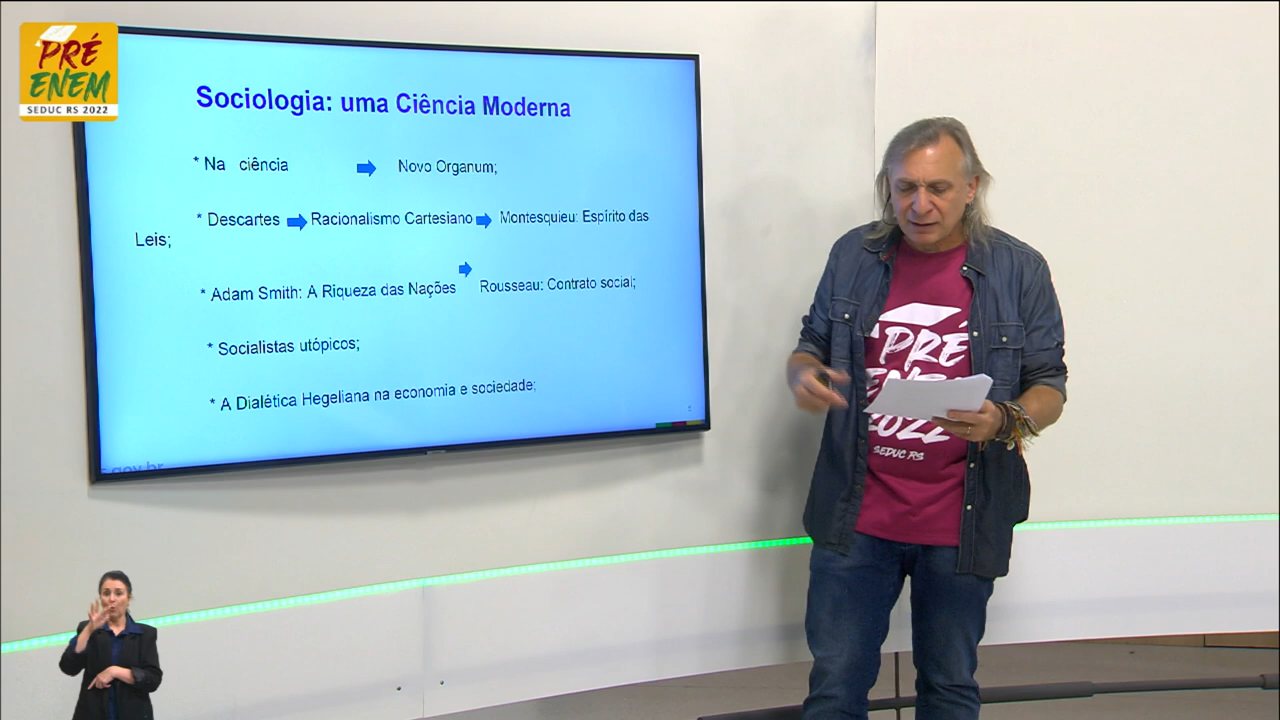 PRÉ
ENEM
SEDUC RS 2022
Sociologia: uma Ciência Moderna
* Na ciência Novo Organum;
* Descartes Racionalismo Cartesiano Montesquieu: Espírito das
Leis;
* Adam Smith: A Riqueza das Nações Rousseau: Contrato social;
* Socialistas utópicos;
* A Dialética Hegeliana na economia e sociedade;
PRÉ
2022
SEDUC RS